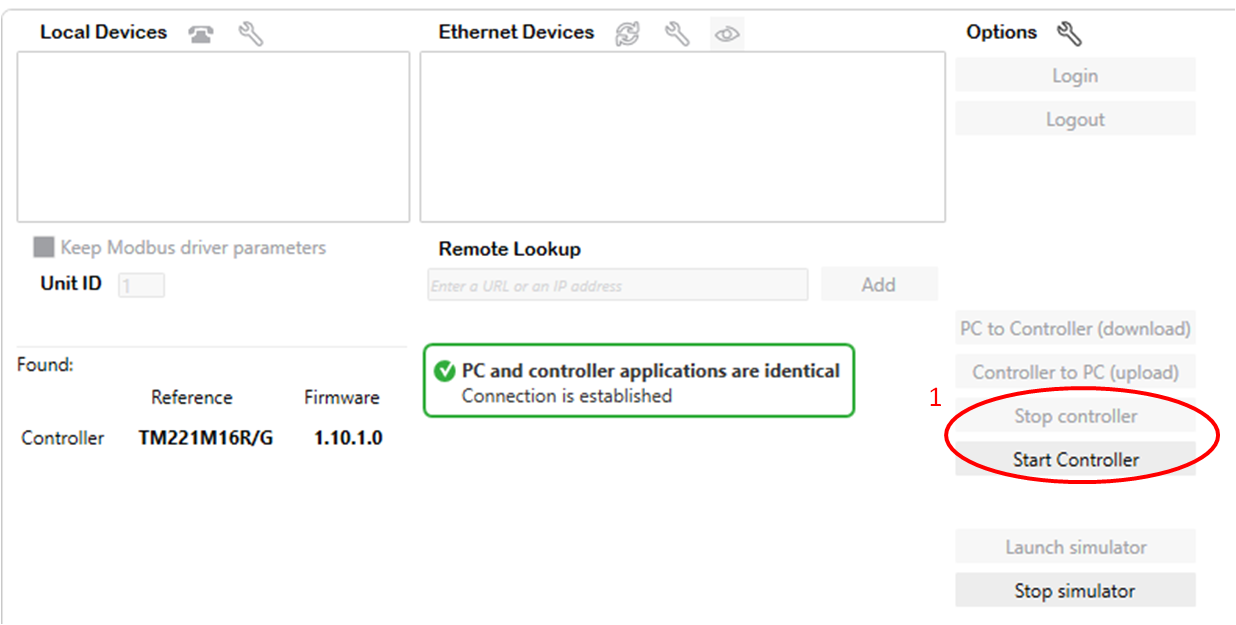 Local Devices
Ethernet Devices
Options
Login
Logout
Keep Modbus driver parameters
Unit ID 1
Remote Lookup
Enter a URL or an IP address
Add
PC to Controller (download)
Controller to PC (upload)
1
Stop controller
Start Controller
Found:
Reference Firmware
Controller TM221M16R/G 1.10.1.0
PC and controller applications are identical
Connection is established
Launch simulator
Stop simulator